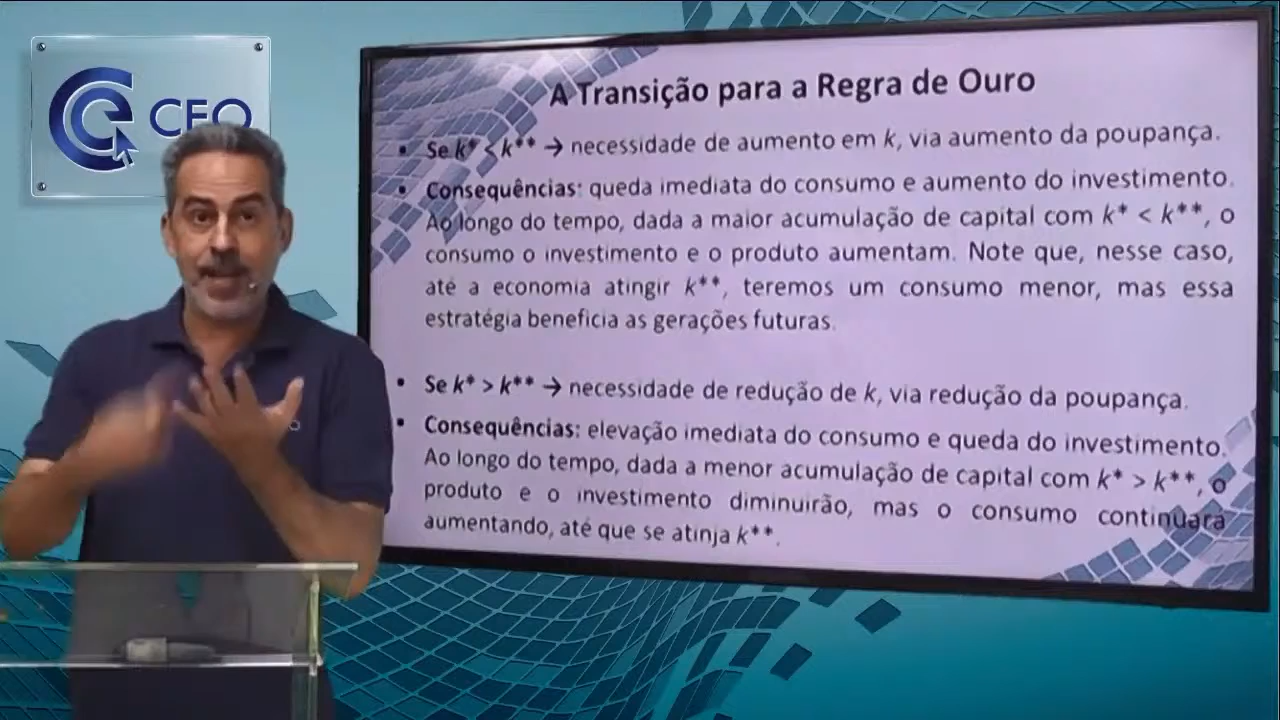 CEO
A Transição para a Regra de Ouro
• Se k* < k** → necessidade de aumento em k, via aumento da poupança.
• Consequências: queda imediata do consumo e aumento do investimento.
Ao longo do tempo, dada a maior acumulação de capital com k* < k**, o
consumo o investimento e o produto aumentam. Note que, nesse caso,
até a economia atingir k**, teremos um consumo menor, mas essa
estratégia beneficia as gerações futuras.
• Se k* > k** → necessidade de redução de k, via redução da poupança.
• Consequências: elevação imediata do consumo e queda do investimento.
Ao longo do tempo, dada a menor acumulação de capital com k* > k**, o
produto e o investimento diminuirão, mas o consumo continuará
aumentando, até que se atinja k**.